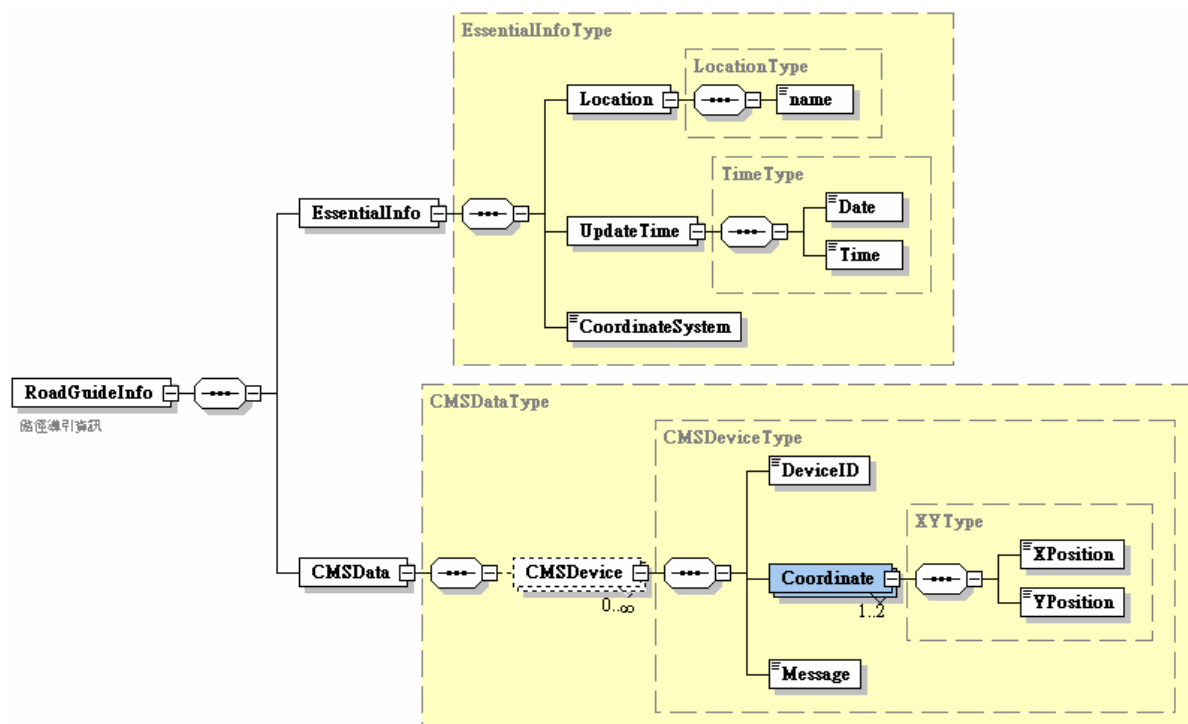 EssentialInfoType
LocationType
Location
name
TimeType
EssentialInfo
Date
UpdateTime
Time
CoordinateSystem
RoadGuideInfo
路徑導引資訊
CMSDataType
CMSDeviceType
DeviceID
XYType
XPosition
CMSData
CMSDevice
0..∞
Coordinate
1..2
YPosition
Message